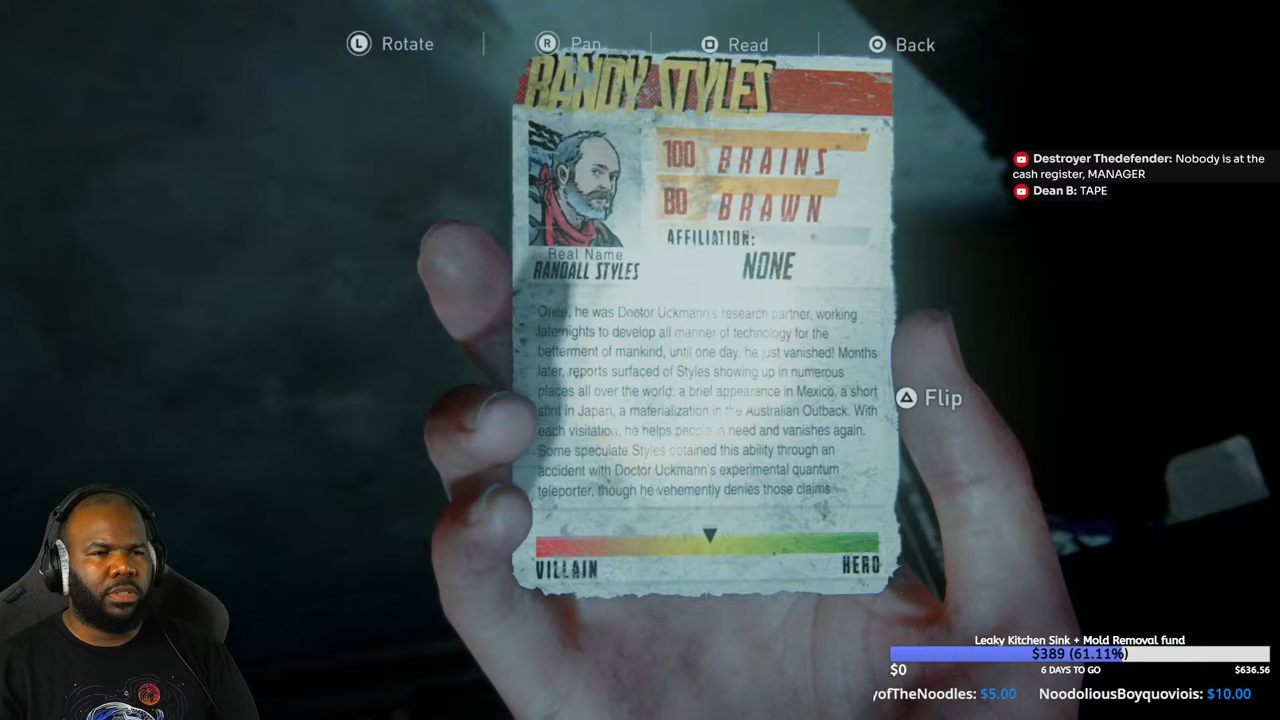 L Rotate
R Pan
Read
Back
RANDY STYLES
100 BRAINS
80 BRAWN
AFFILIATION:
NONE
Real Name
RANDALL STYLES
Once, he was Doctor Uckmann's research partner, working
late nights to develop all manner of technology for the
betterment of mankind, until one day, he just vanished! Months
later, reports surfaced of Styles showing up in numerous
places all over the world: a brief appearance in Mexico, a short
stint in Japan, a materialization in the Australian Outback. With
each visitation, he helps people in need and vanishes again.
Some speculate Styles obtained this ability through an
accident with Doctor Uckmann's experimental quantum
teleporter, though he vehemently denies those claims.
VILLAIN
HERO
Flip
Destroyer Thedefender: Nobody is at the
cash register, MANAGER
Dean B: TAPE
Leaky Kitchen Sink + Mold Removal fund
$389 (61.11%)
$0
6 DAYS TO GO
$636.56
yofTheNoodles: $5.00
NoodoliousBoyquoviois: $10.00